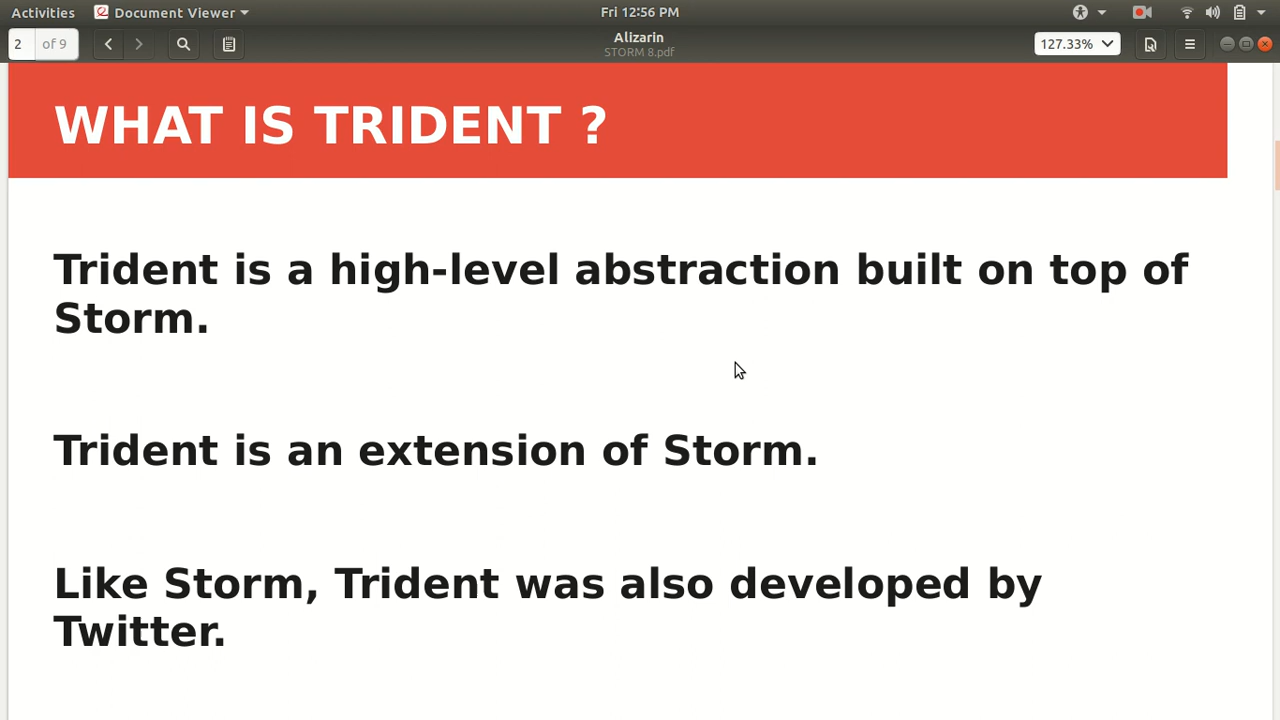 Activities Document Viewer Fri 12:56 PM
2 of 9 Alizarin 127.33%
STORM 8.pdf
WHAT IS TRIDENT ?
Trident is a high-level abstraction built on top of
Storm.
Trident is an extension of Storm.
Like Storm, Trident was also developed by
Twitter.